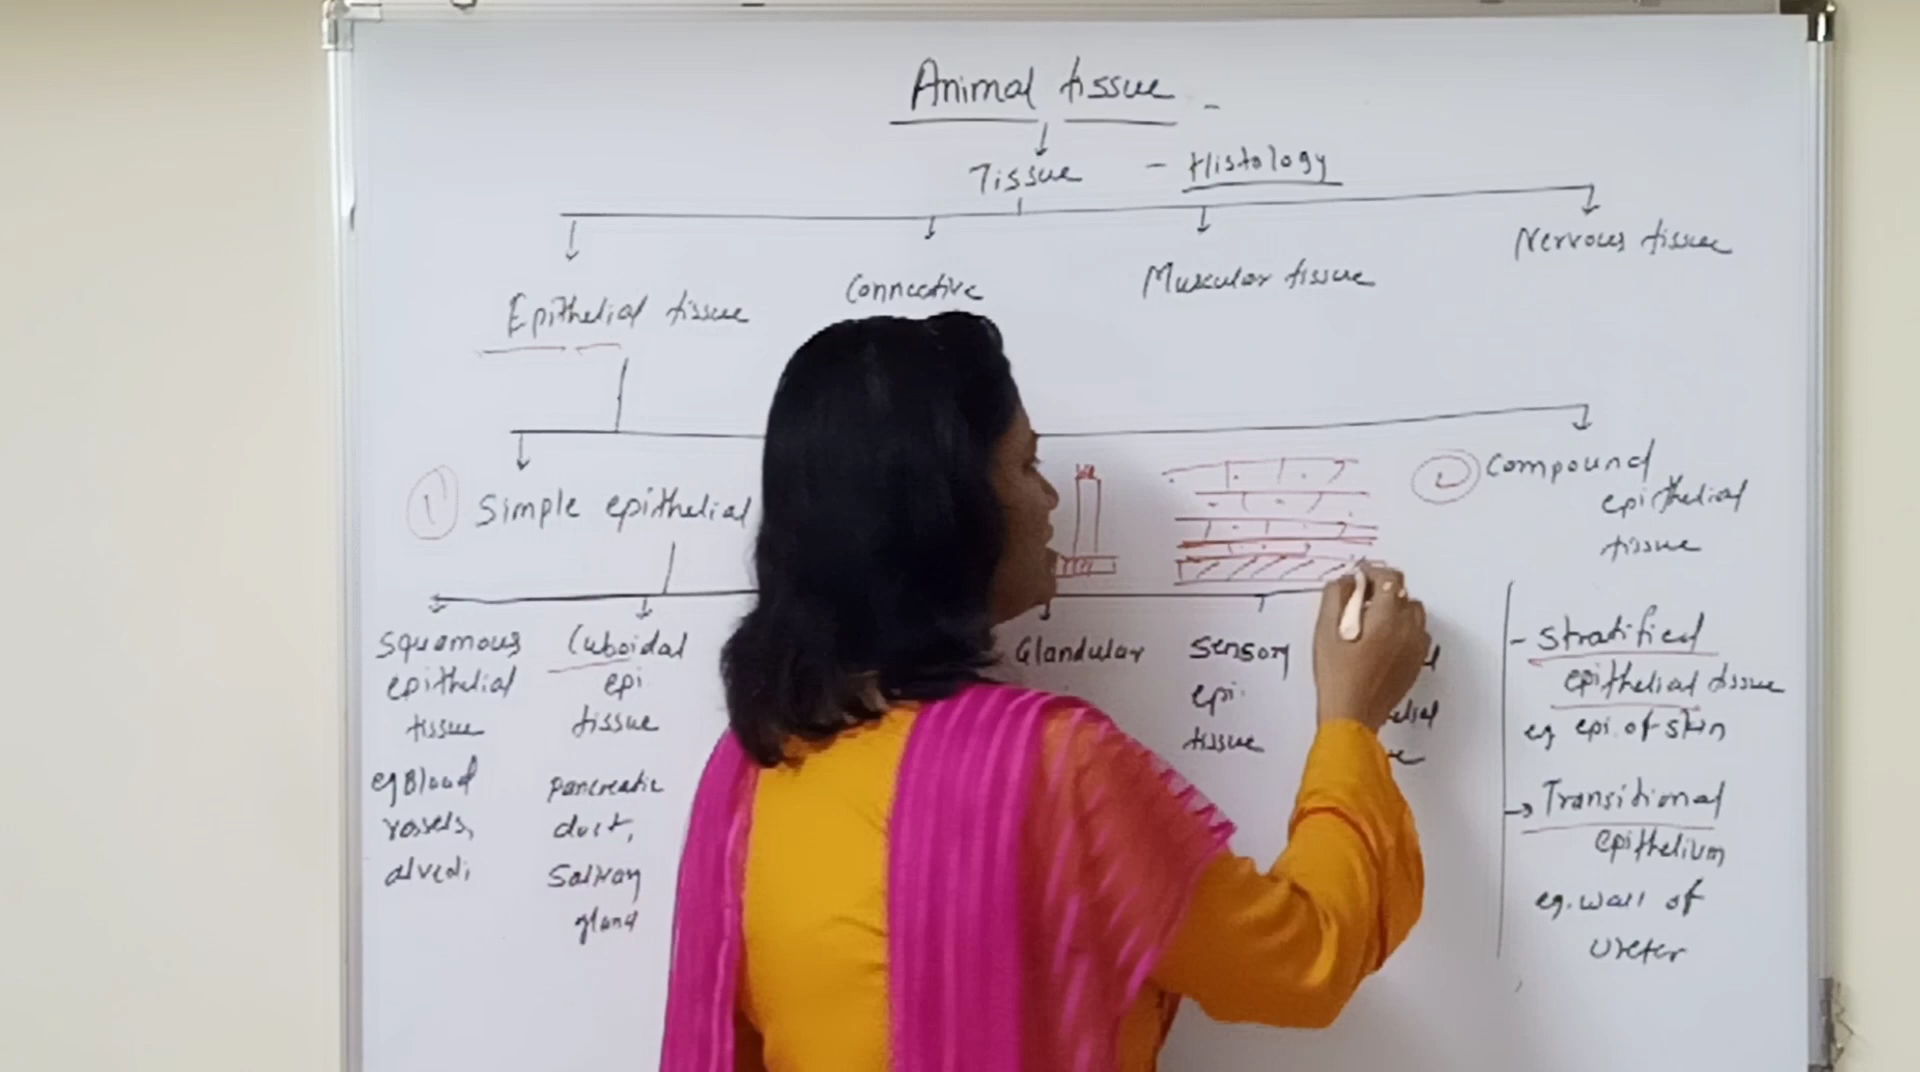 Animal tissue -
Tissue - Histology
Epithelial tissue
Connective
Muscular tissue
Nervous tissue
1 Simple epithelial
2 Compound
epithelial
tissue
Squamous
epithelial
tissue
eg Blood
vossels,
alveoli
Cuboidal
epi
tissue
pancreatic
duct,
Salivary
gland
Glandular
Sensory
epi.
tissue
- Stratified
epithelial tissue
eg epi. of skin
→ Transitional
epithelium
eg. wall of
Ureter